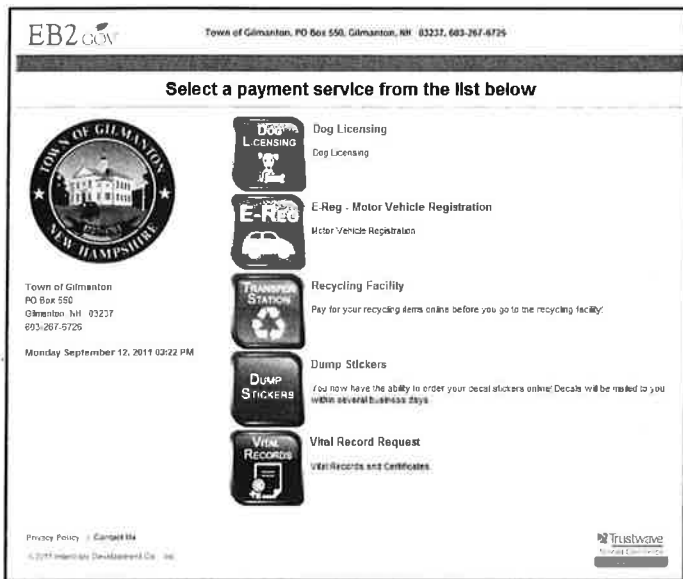 EB2GOV
Town of Gilmanton, PO Box 550, Gilmanton, NH 03237, 603-267-6726
Select a payment service from the list below
TOWN OF GILMANTON
NEW HAMPSHIRE
Town of Gilmanton
PO Box 550
Gilmanton NH 03237
603-267-6726
Monday September 12, 2011 03:22 PM
DOG LICENSING
Dog Licensing
Dog Licensing
E-REG
E-Reg - Motor Vehicle Registration
Motor Vehicle Registration
TRANSFER STATION
Recycling Facility
Pay for your recycling items online before you go to the recycling facility!
DUMP STICKERS
Dump Stickers
You now have the ability to order your decal stickers online! Decals will be mailed to you
within several business days
VITAL RECORDS
Vital Record Request
Vital Records and Certificates
Privacy Policy | Contact Us
©2011 Interware Development Co., Inc.
Trustwave